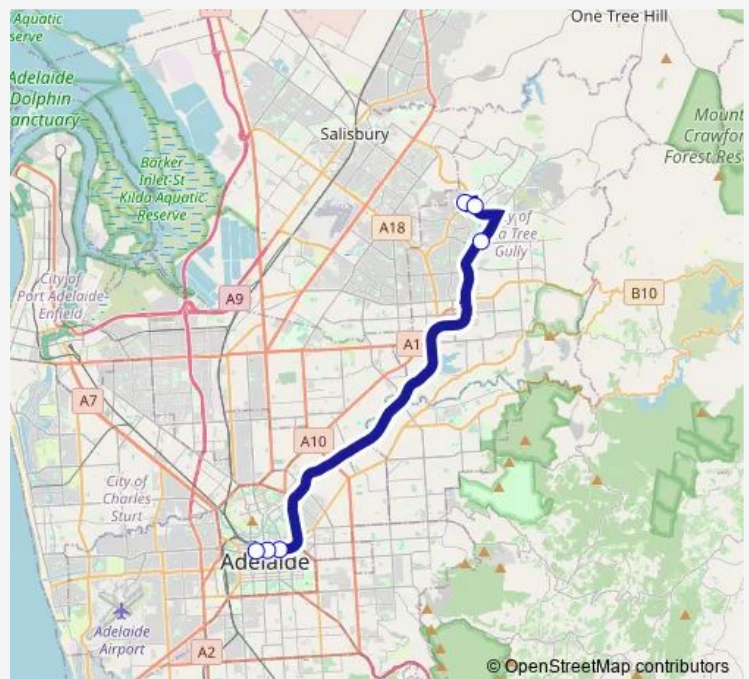 Aquatic
serve
One Tree Hill
Adelaide
Dolphin
anctuary
Salisbury
Mount
Crawfor
Forest Res
Barker
Inlet-St
Kilda Aquatic
Reserve
A18
y of
a Tree
Gully
City of
Port Adelaide-
Enfield
A9
B10
A1
A7
A10
City of
Charles
Sturt
Adelaide
Adelaide
Airport
A2
© OpenStreetMap contributors